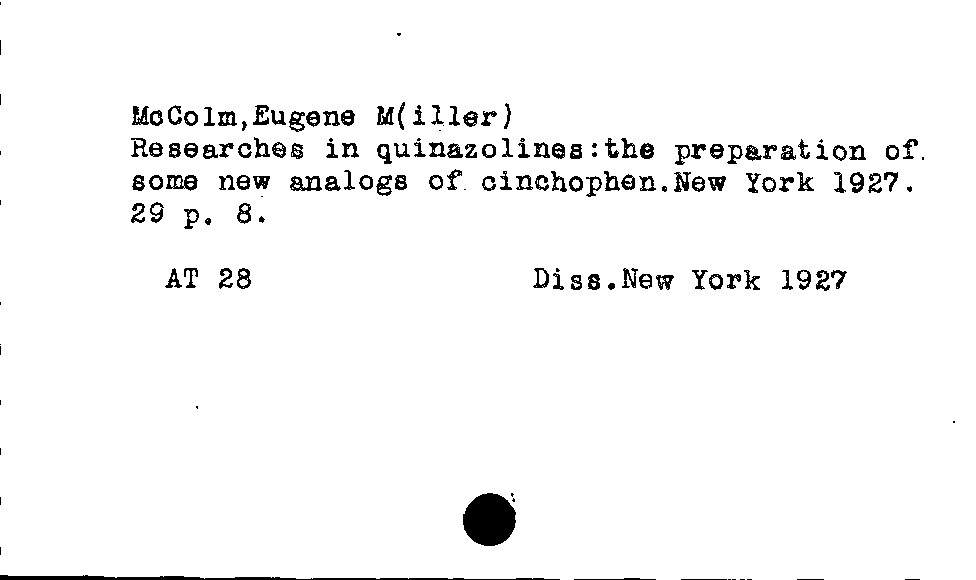 McColm,Eugene M(iller)
Researches in quinazolines:the preparation of
some new analogs of cinchophen.New York 1927.
29 p. 8.
AT 28 Diss.New York 1927